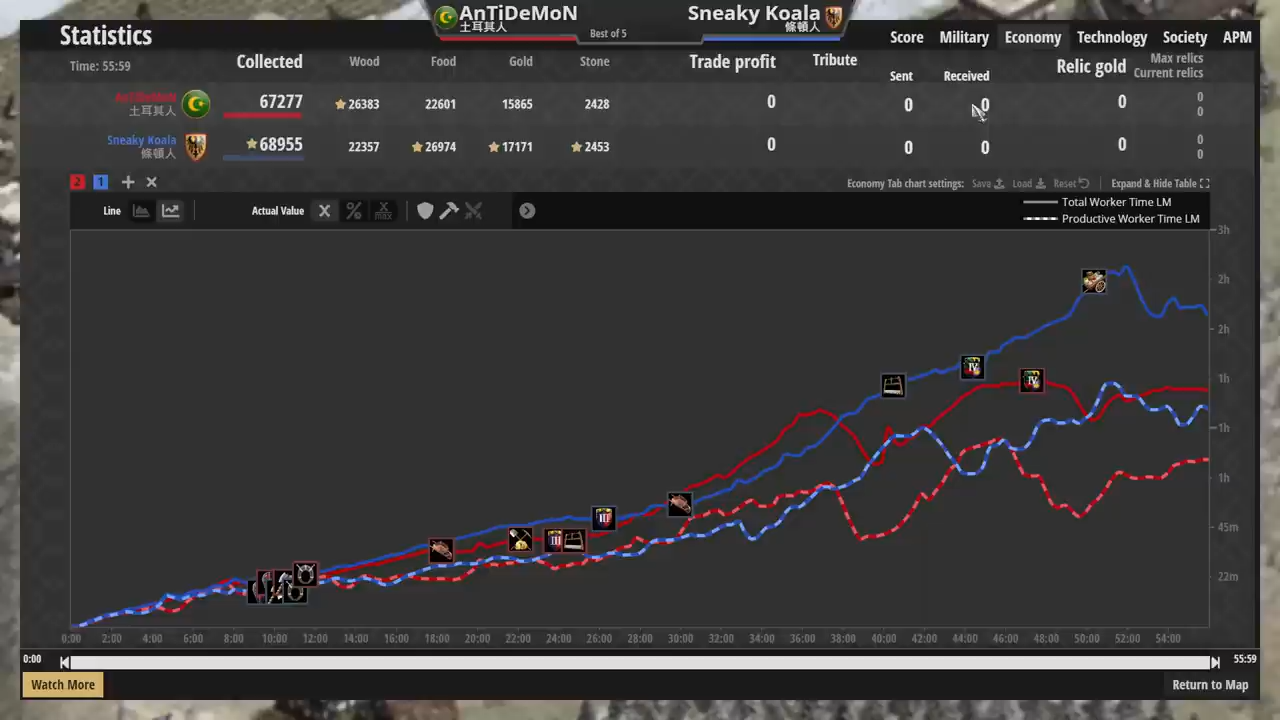 AnTiDeMoN
土耳其人
Best of 5
Sneaky Koala
條頓人
Statistics
Score Military Economy Technology Society APM
Time: 55:59
Collected Wood Food Gold Stone Trade profit Tribute Sent Received Relic gold Max relics
Current relics
AnTiDeMoN
土耳其人
67277 26383 22601 15865 2428 0 0 0 0 0
0
Sneaky Koala
條頓人
68955 22357 26974 17171 2453 0 0 0 0 0
0
2 1
Economy Tab chart settings: Save Load Reset Expand & Hide Table
Line Actual Value X % X max
Total Worker Time LM
Productive Worker Time LM
3h
2h
2h
1h
1h
1h
45m
22m
III III IV IV
0:00 2:00 4:00 6:00 8:00 10:00 12:00 14:00 16:00 18:00 20:00 22:00 24:00 26:00 28:00 30:00 32:00 34:00 36:00 38:00 40:00 42:00 44:00 46:00 48:00 50:00 52:00 54:00
0:00 55:59
Watch More Return to Map